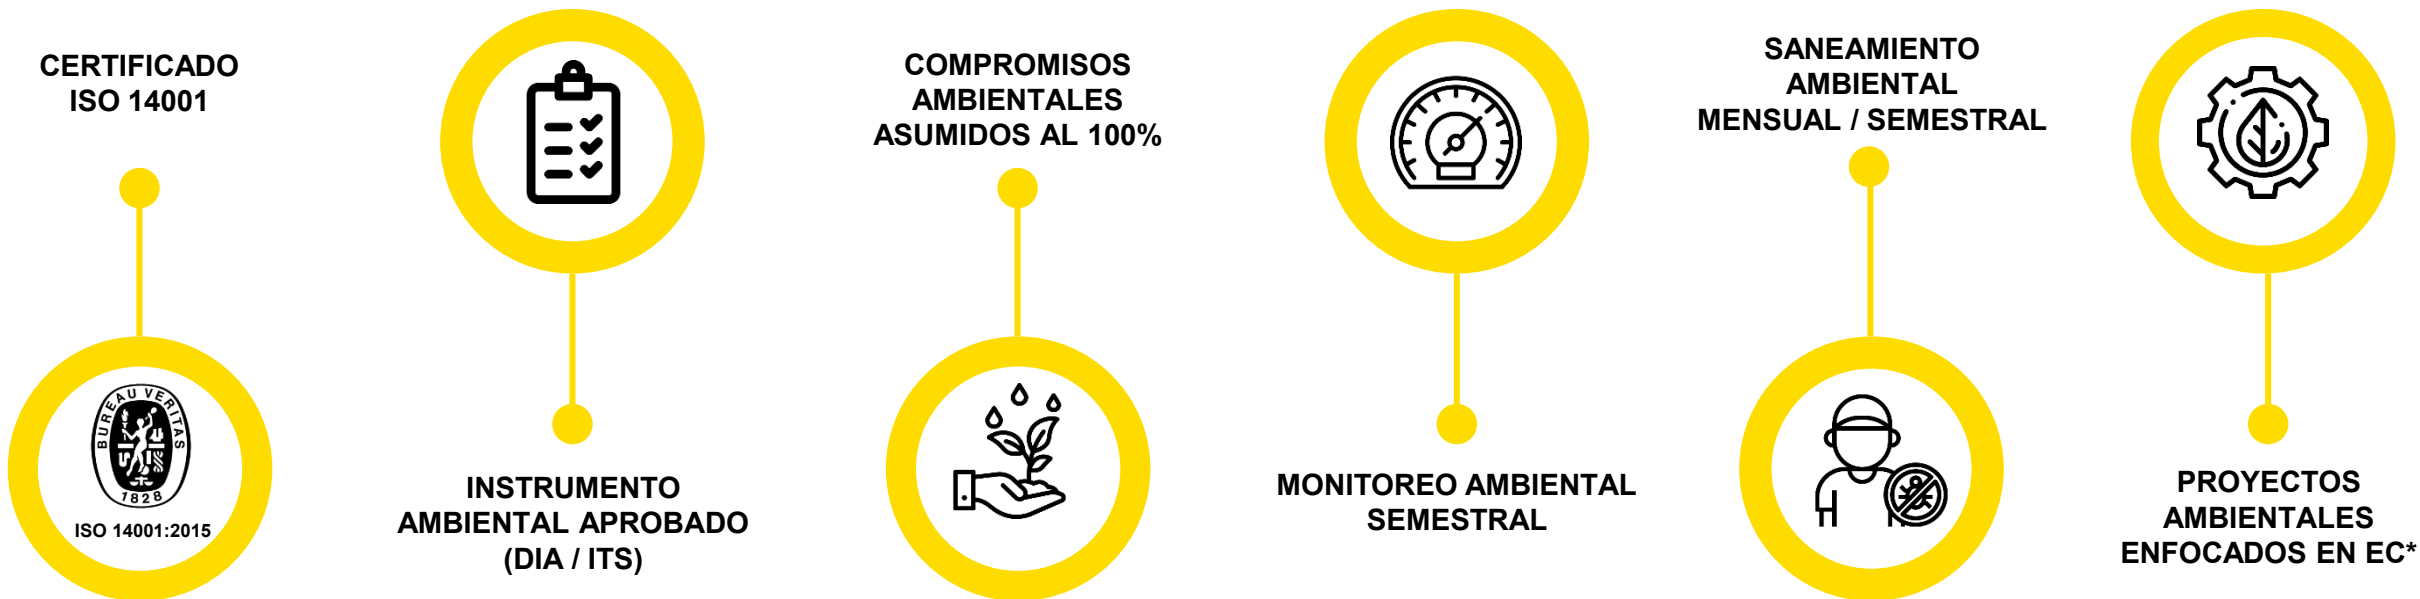 CERTIFICADO
ISO 14001
BUREAU VERITAS
1828
ISO 14001:2015
INSTRUMENTO
AMBIENTAL APROBADO
(DIA / ITS)
COMPROMISOS
AMBIENTALES
ASUMIDOS AL 100%
MONITOREO AMBIENTAL
SEMESTRAL
SANEAMIENTO
AMBIENTAL
MENSUAL / SEMESTRAL
PROYECTOS
AMBIENTALES
ENFOCADOS EN EC*